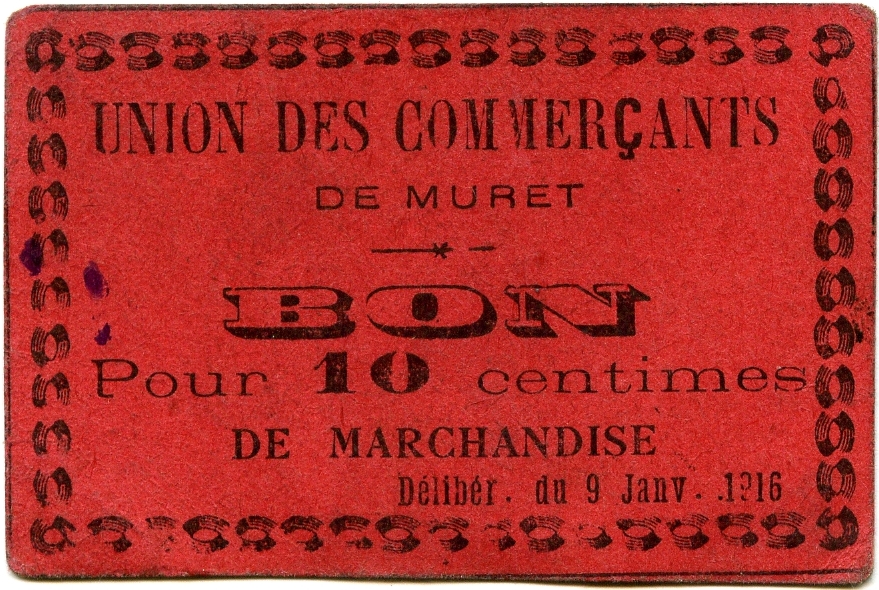 UNION DES COMMERÇANTS
DE MURET
BON
Pour 10 centimes
DE MARCHANDISE
Délibér. du 9 Janv. 1916